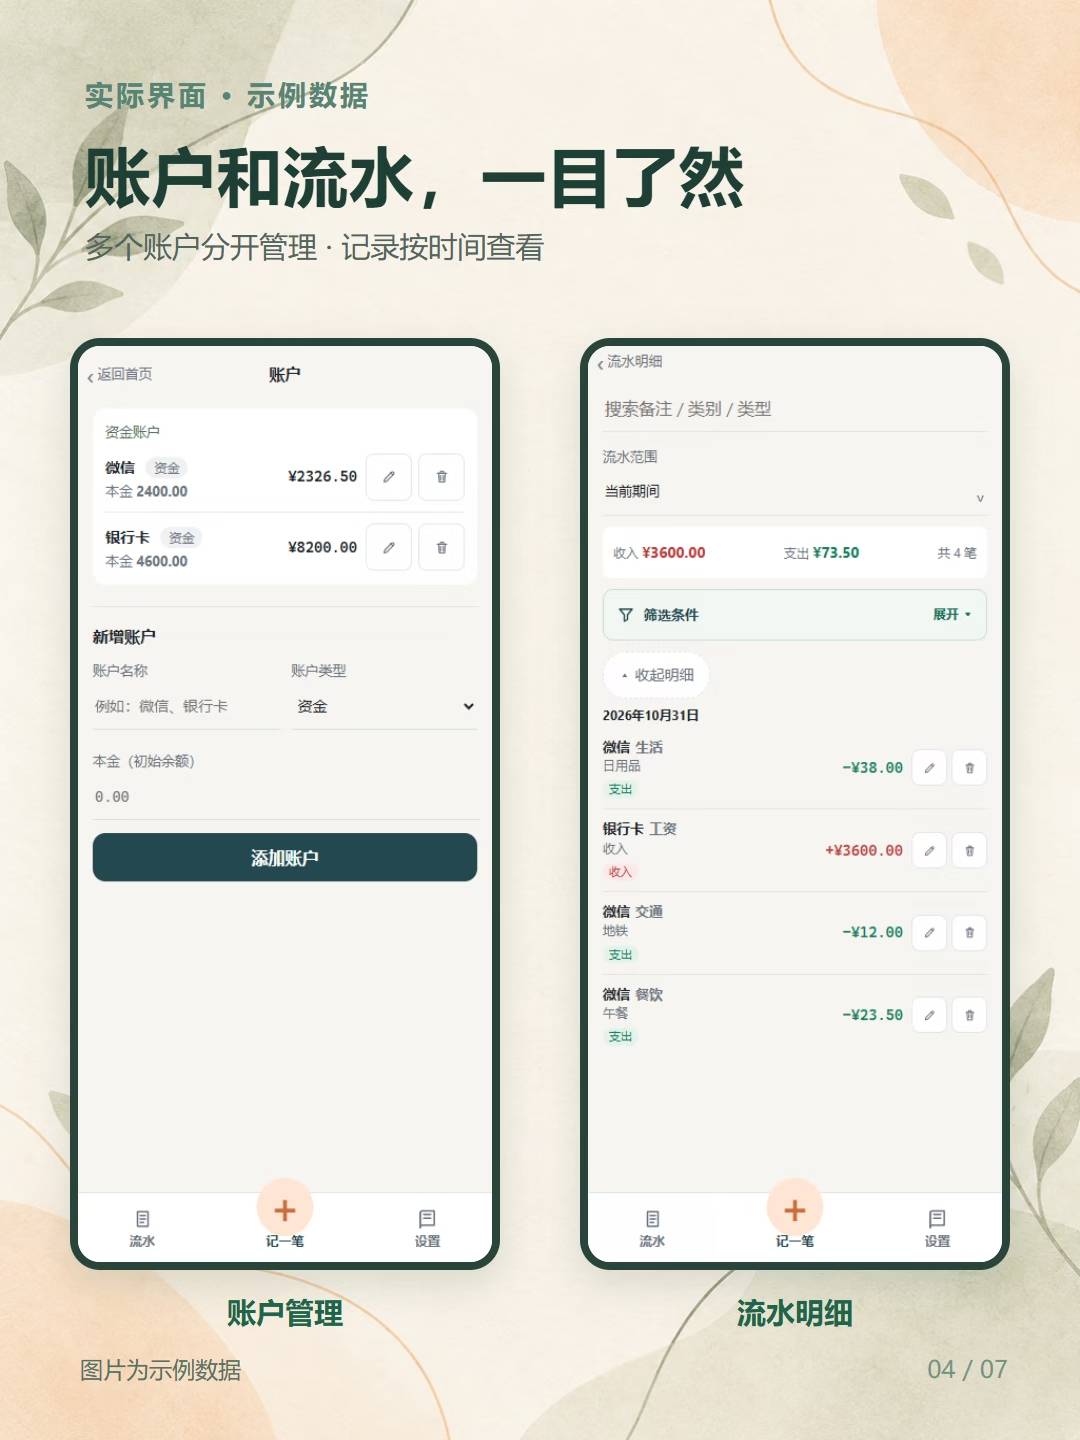 实际界面 · 示例数据
账户和流水，一目了然
多个账户分开管理 · 记录按时间查看
‹ 返回首页
账户
资金账户
微信 资金
本金 2400.00
¥2326.50
银行卡 资金
本金 4600.00
¥8200.00
新增账户
账户名称
账户类型
例如：微信、银行卡
资金
本金（初始余额）
0.00
添加账户
流水
记一笔
设置
账户管理
‹ 流水明细
搜索备注 / 类别 / 类型
流水范围
当前期间
收入 ¥3600.00 支出 ¥73.50 共 4 笔
筛选条件 展开
收起明细
2026年10月31日
微信 生活
日用品
支出
−¥38.00
银行卡 工资
收入
收入
+¥3600.00
微信 交通
地铁
支出
−¥12.00
微信 餐饮
午餐
支出
−¥23.50
流水
记一笔
设置
流水明细
图片为示例数据
04 / 07